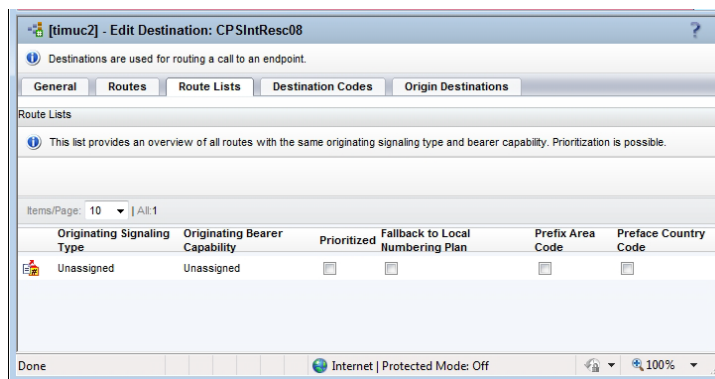 [timuc2] - Edit Destination: CPSIntResc08 ?
Destinations are used for routing a call to an endpoint.
General Routes Route Lists Destination Codes Origin Destinations
Route Lists
This list provides an overview of all routes with the same originating signaling type and bearer capability. Prioritization is possible.
Items/Page: 10 | All:1
Originating Signaling Type Originating Bearer Capability Prioritized Fallback to Local Numbering Plan Prefix Area Code Preface Country Code
Unassigned Unassigned
Done Internet | Protected Mode: Off 100%